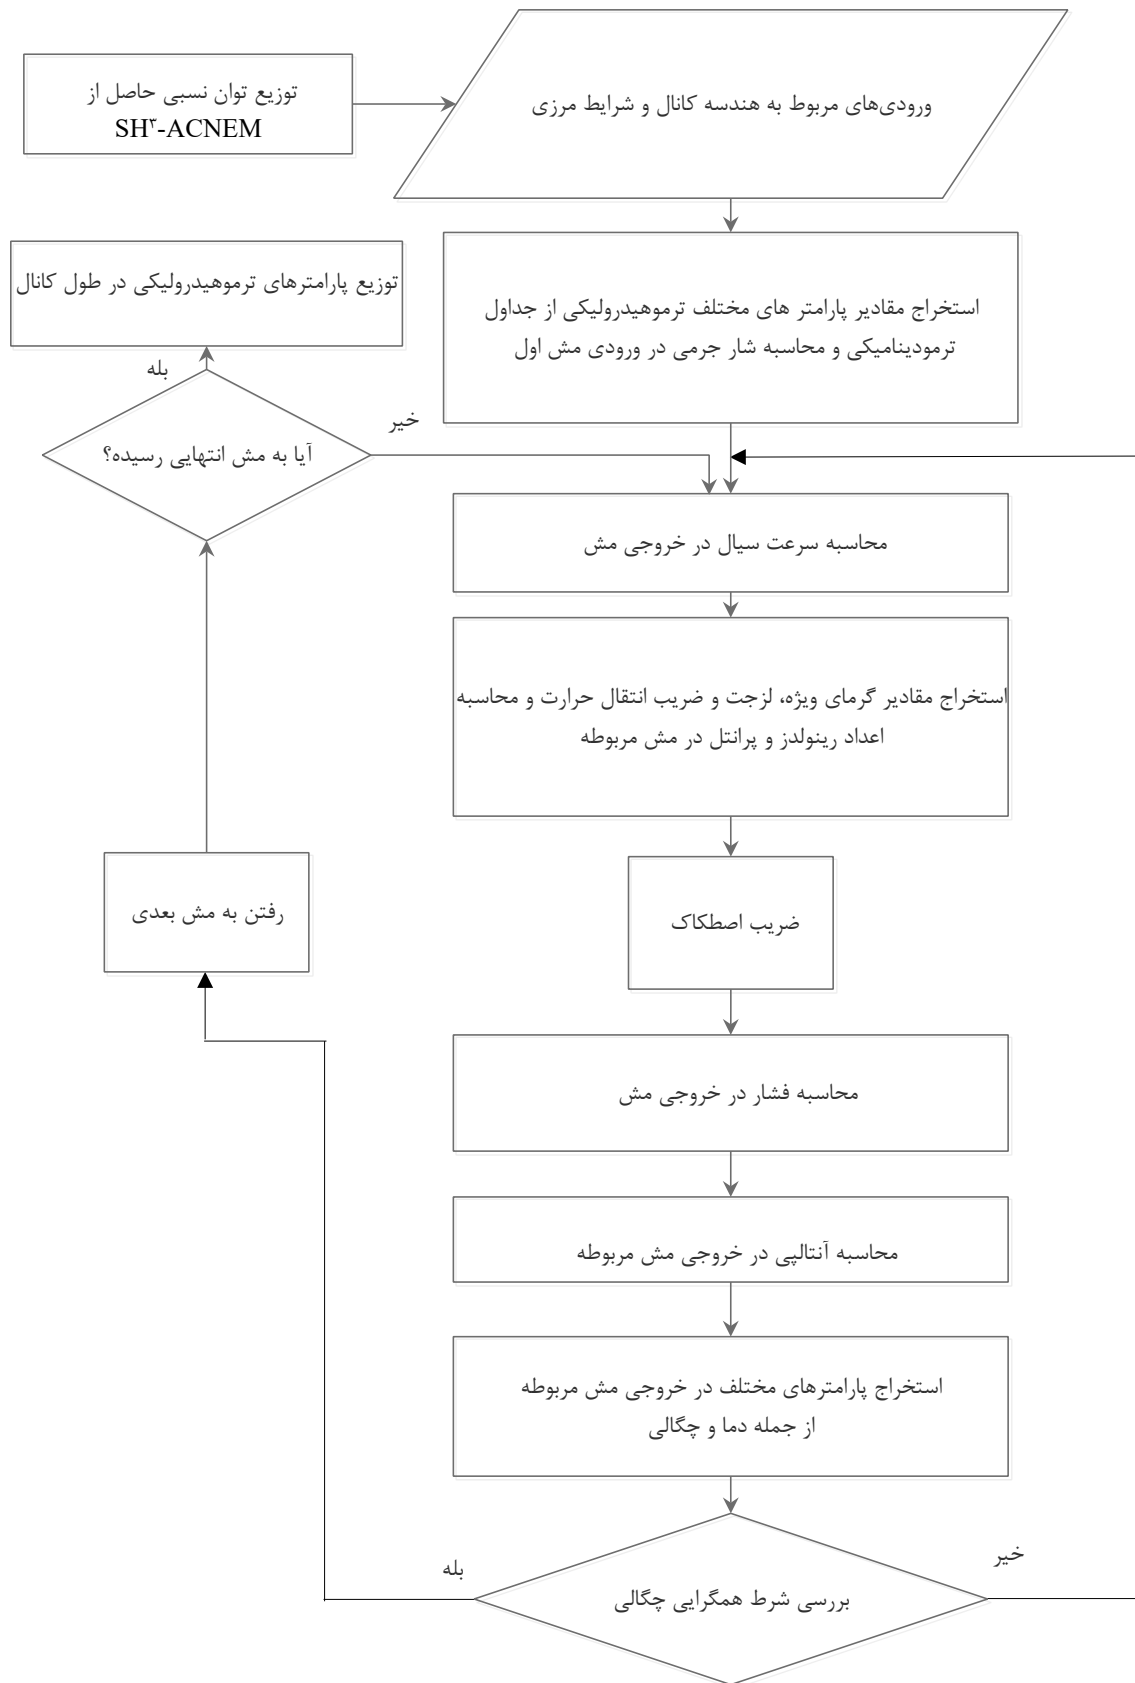 توزیع توان نسبی حاصل از
SH۳-ACNEM
ورودی‌های مربوط به هندسه کانال و شرایط مرزی
استخراج مقادیر پارامتر های مختلف ترموهیدرولیکی از جداول
ترمودینامیکی و محاسبه شار جرمی در ورودی مش اول
توزیع پارامترهای ترموهیدرولیکی در طول کانال
بله
خیر
آیا به مش انتهایی رسیده؟
محاسبه سرعت سیال در خروجی مش
استخراج مقادیر گرمای ویژه، لزجت و ضریب انتقال حرارت و محاسبه
اعداد رینولدز و پرانتل در مش مربوطه
رفتن به مش بعدی
ضریب اصطکاک
محاسبه فشار در خروجی مش
محاسبه آنتالپی در خروجی مش مربوطه
استخراج پارامترهای مختلف در خروجی مش مربوطه
از جمله دما و چگالی
خیر
بله
بررسی شرط همگرایی چگالی